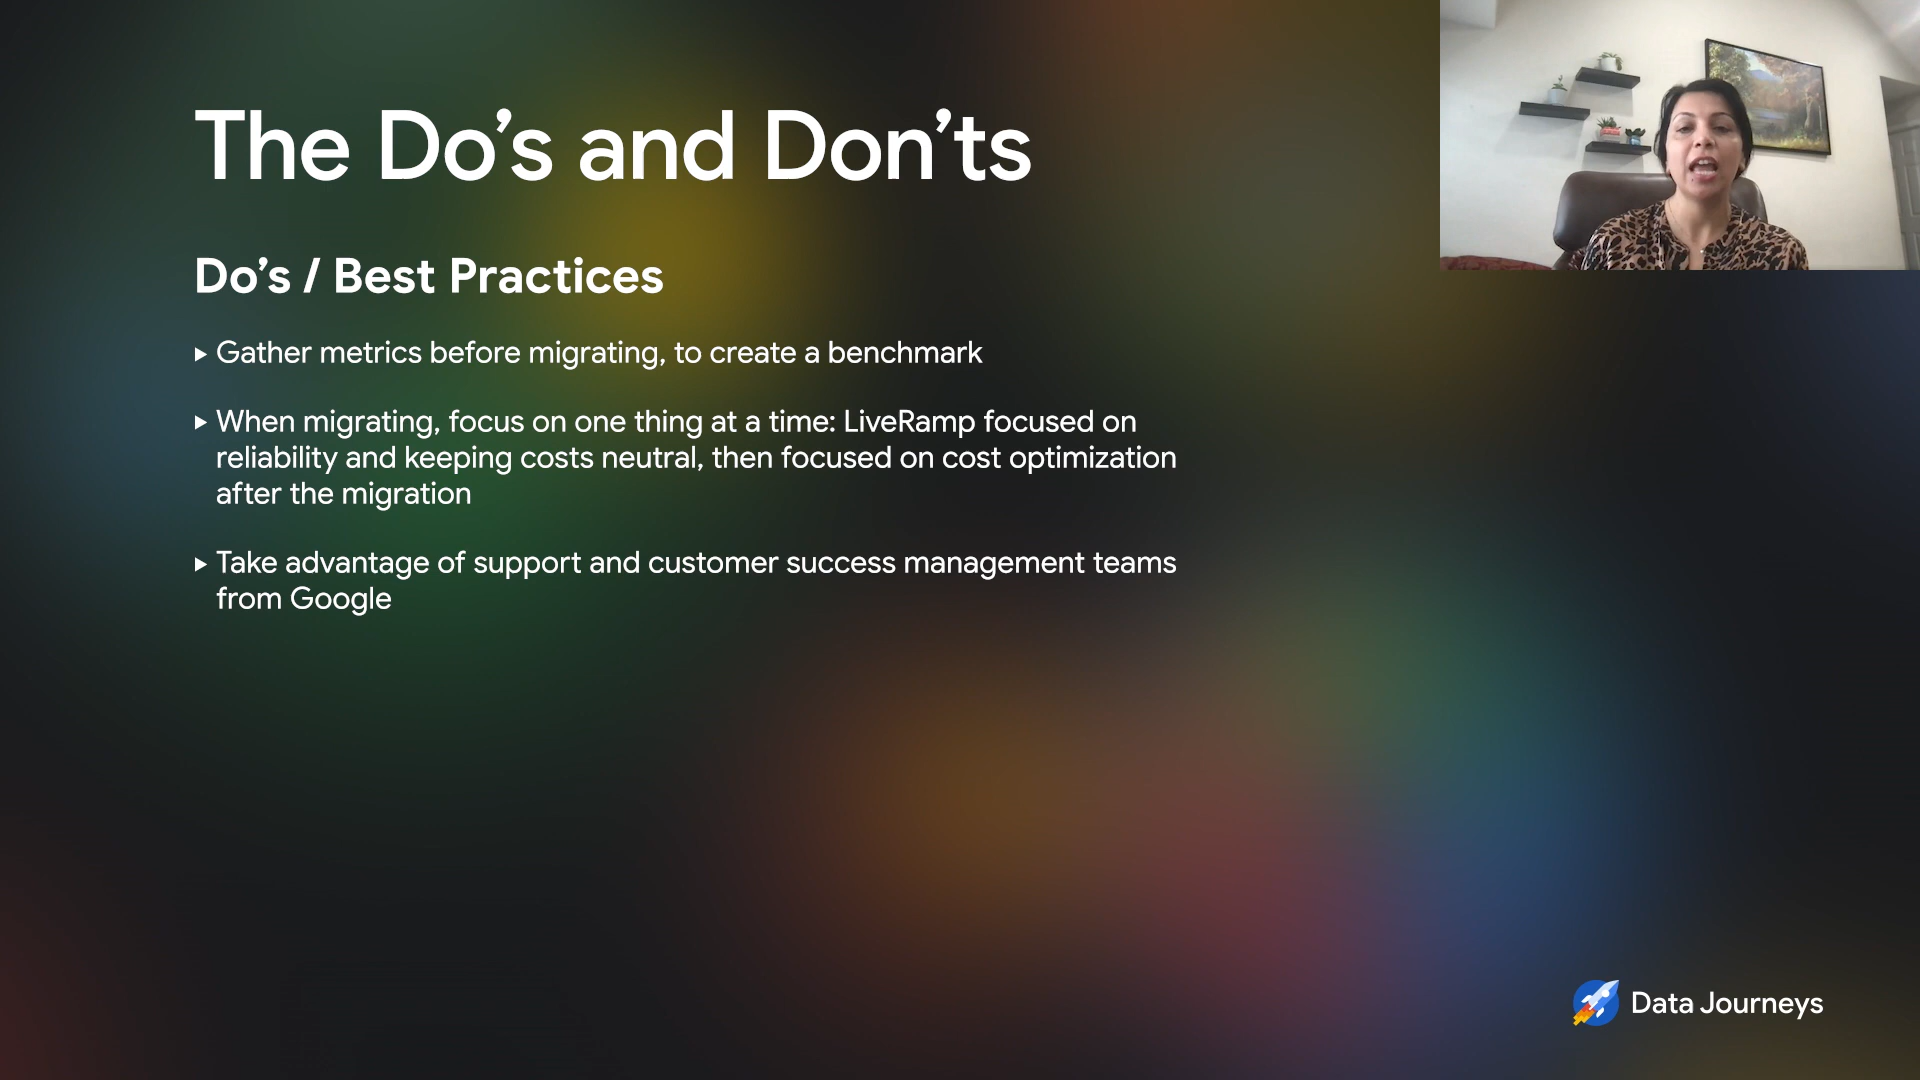 The Do’s and Don’ts
Do’s / Best Practices
▸ Gather metrics before migrating, to create a benchmark
▸ When migrating, focus on one thing at a time: LiveRamp focused on
reliability and keeping costs neutral, then focused on cost optimization
after the migration
▸ Take advantage of support and customer success management teams
from Google
Data Journeys